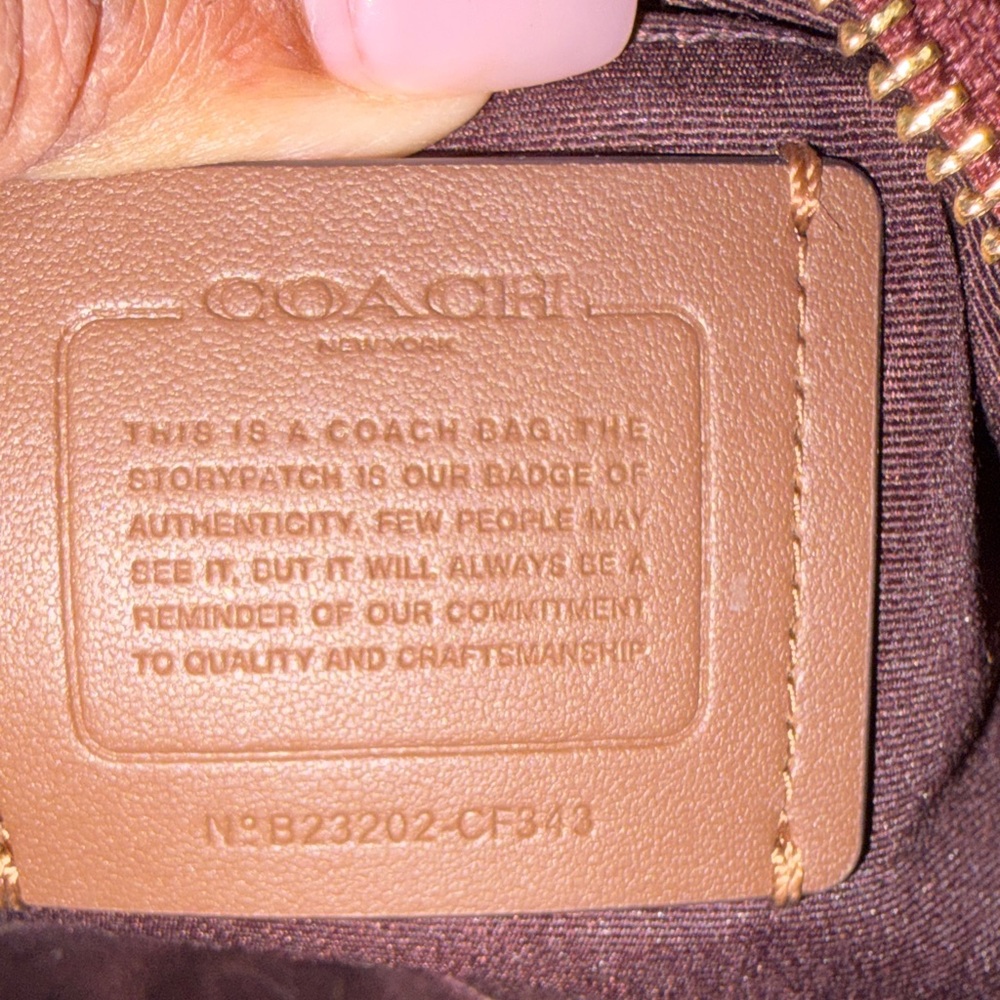 COACH
NEW YORK
THIS IS A COACH BAG. THE
STORYPATCH IS OUR BADGE OF
AUTHENTICITY. FEW PEOPLE MAY
SEE IT, BUT IT WILL ALWAYS BE A
REMINDER OF OUR COMMITMENT
TO QUALITY AND CRAFTSMANSHIP.
Nº B23202-CF343